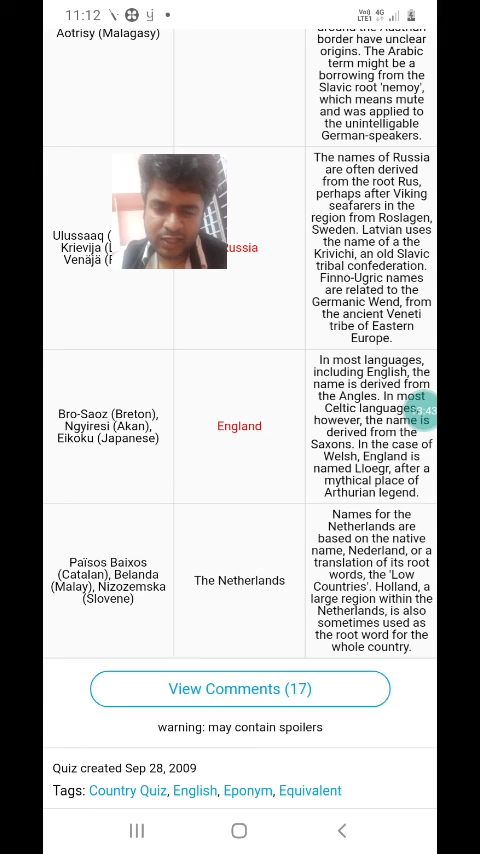 11:12
Voo) 4G
LTE1
Aotrisy (Malagasy)
border have unclear
origins. The Arabic
term might be a
borrowing from the
Slavic root 'nemoy',
which means mute
and was applied to
the unintelligable
German-speakers.
Ulussaaq (
Krievija (
Venäjä (
Russia
The names of Russia
are often derived
from the root Rus,
perhaps after Viking
seafarers in the
region from Roslagen,
Sweden. Latvian uses
the name of a the
Krivichi, an old Slavic
tribal confederation.
Finno-Ugric names
are related to the
Germanic Wend, from
the ancient Veneti
tribe of Eastern
Europe.
Bro-Saoz (Breton),
Ngyiresi (Akan),
Eikoku (Japanese)
England
In most languages,
including English, the
name is derived from
the Angles. In most
Celtic languages,
however, the name is
derived from the
Saxons. In the case of
Welsh, England is
named Lloegr, after a
mythical place of
Arthurian legend.
Països Baixos
(Catalan), Belanda
(Malay), Nizozemska
(Slovene)
The Netherlands
Names for the
Netherlands are
based on the native
name, Nederland, or a
translation of its root
words, the 'Low
Countries'. Holland, a
large region within the
Netherlands, is also
sometimes used as
the root word for the
whole country.
View Comments (17)
warning: may contain spoilers
Quiz created Sep 28, 2009
Tags: Country Quiz, English, Eponym, Equivalent